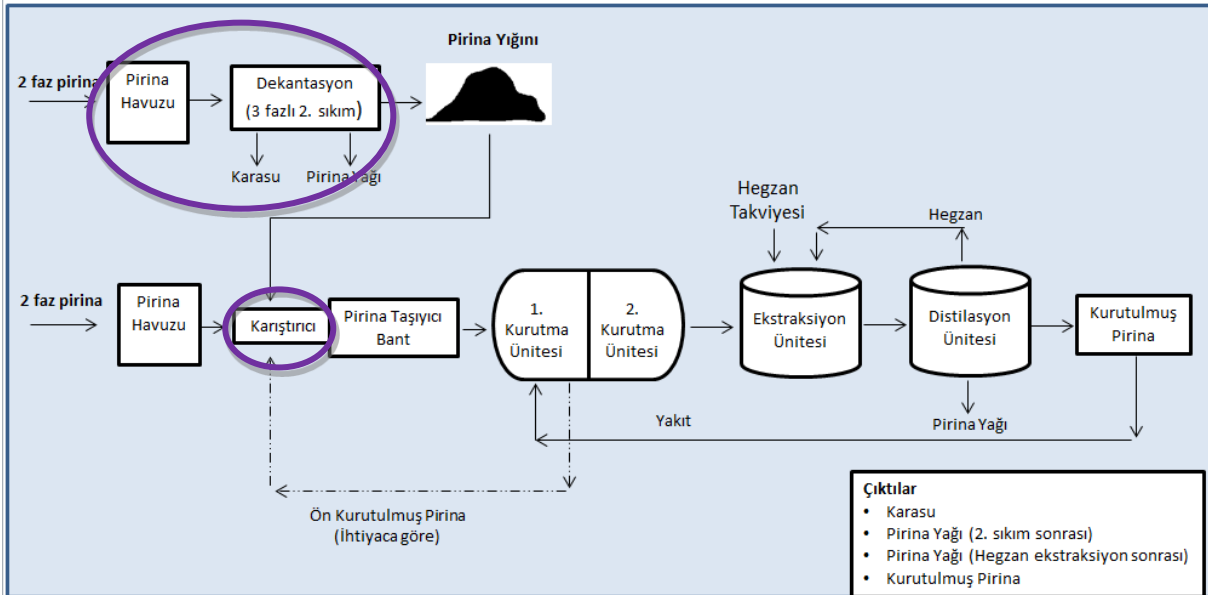 Pirina Yığını
2 faz pirina
Pirina
Havuzu
Dekantasyon
(3 fazlı 2. sıkım)
Karasu
Pirina Yağı
Hegzan
Takviyesi
Hegzan
2 faz pirina
Pirina
Havuzu
Karıştırıcı
Pirina Taşıyıcı
Bant
1.
Kurutma
Ünitesi
2.
Kurutma
Ünitesi
Ekstraksiyon
Ünitesi
Distilasyon
Ünitesi
Kurutulmuş
Pirina
Yakıt
Pirina Yağı
Ön Kurutulmuş Pirina
(İhtiyaca göre)
Çıktılar
• Karasu
• Pirina Yağı (2. sıkım sonrası)
• Pirina Yağı (Hegzan ekstraksiyon sonrası)
• Kurutulmuş Pirina